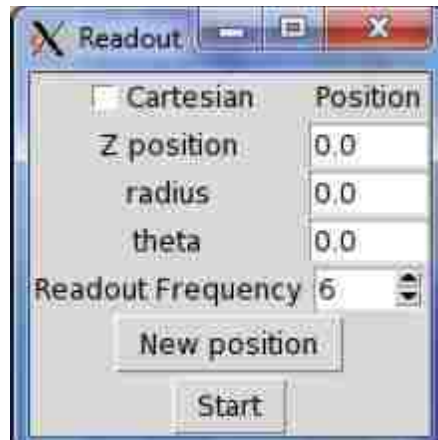 Readout
Cartesian Position
Z position 0.0
radius 0.0
theta 0.0
Readout Frequency 6
New position
Start